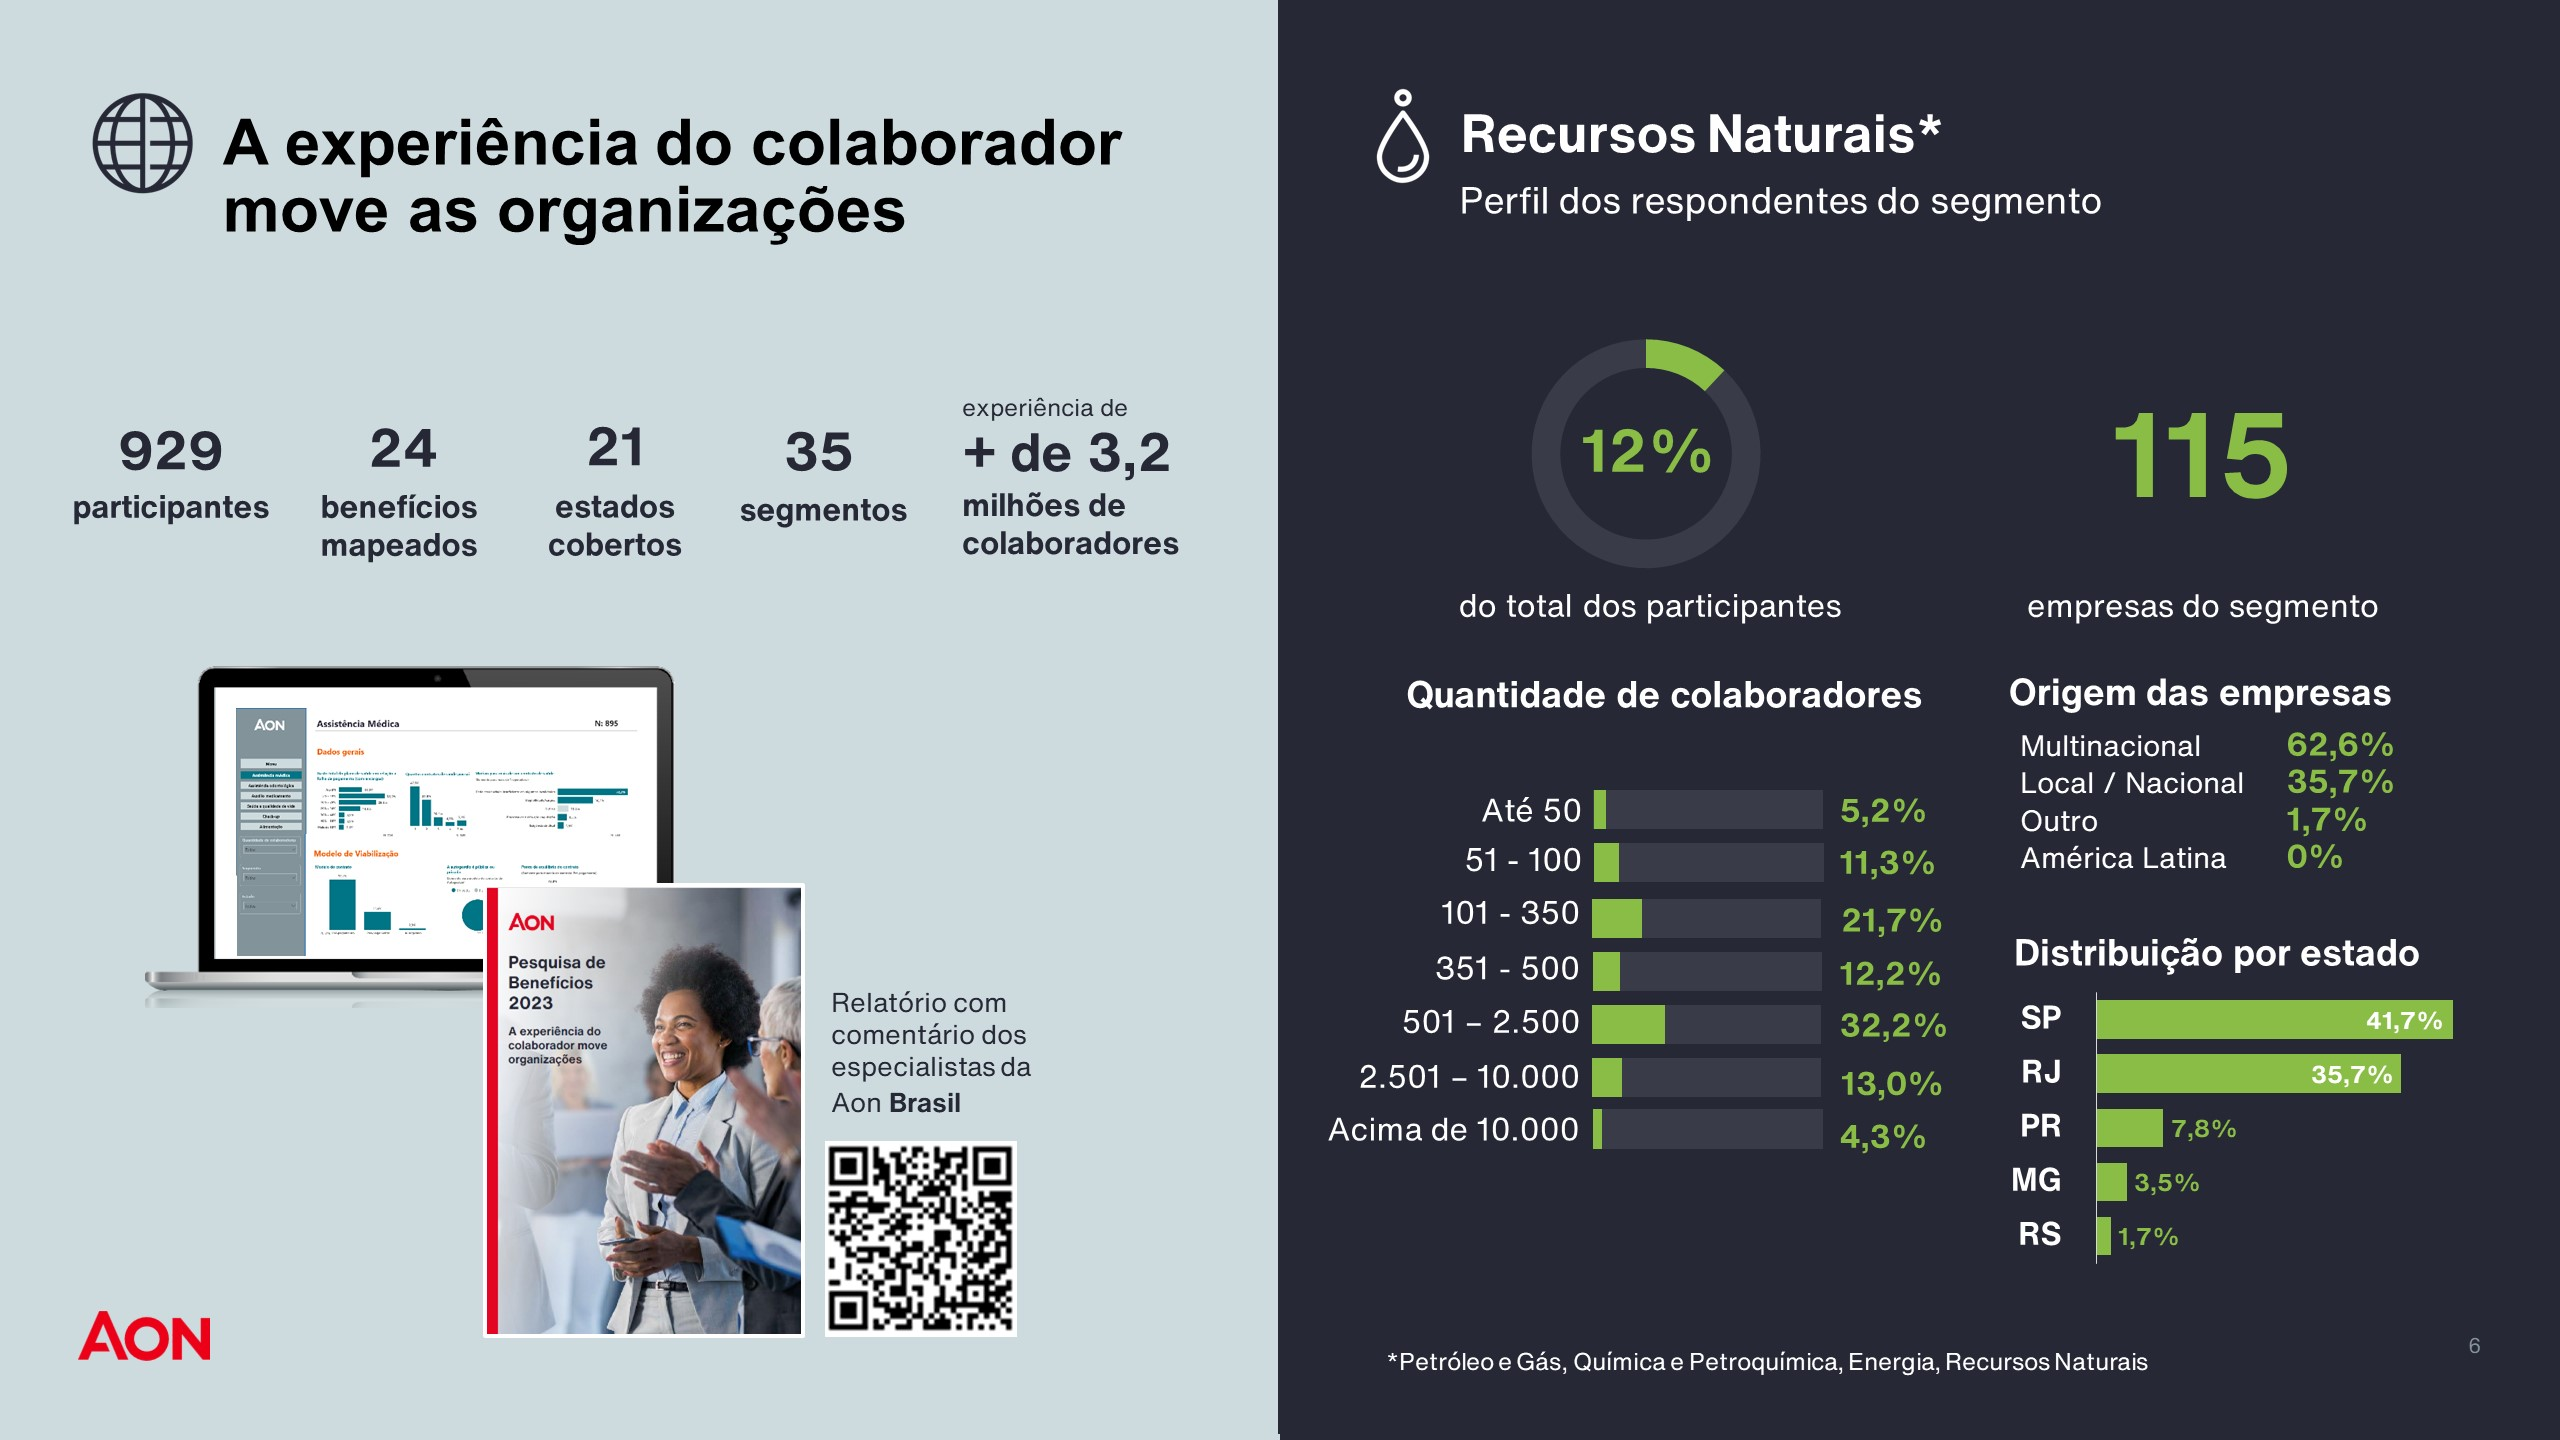 A experiência do colaborador
move as organizações
929
participantes
24
benefícios
mapeados
21
estados
cobertos
35
segmentos
experiência de
+ de 3,2
milhões de
colaboradores
AON
Assistência Médica
N: 895
Dados gerais
Modelo de Viabilização
AON
Pesquisa de
Benefícios
2023
A experiência do
colaborador move
organizações
Relatório com
comentário dos
especialistas da
Aon Brasil
AON
Recursos Naturais*
Perfil dos respondentes do segmento
12%
do total dos participantes
115
empresas do segmento
Quantidade de colaboradores
Até 50 5,2%
51 - 100 11,3%
101 - 350 21,7%
351 - 500 12,2%
501 – 2.500 32,2%
2.501 – 10.000 13,0%
Acima de 10.000 4,3%
Origem das empresas
Multinacional 62,6%
Local / Nacional 35,7%
Outro 1,7%
América Latina 0%
Distribuição por estado
SP 41,7%
RJ 35,7%
PR 7,8%
MG 3,5%
RS 1,7%
*Petróleo e Gás, Química e Petroquímica, Energia, Recursos Naturais
6